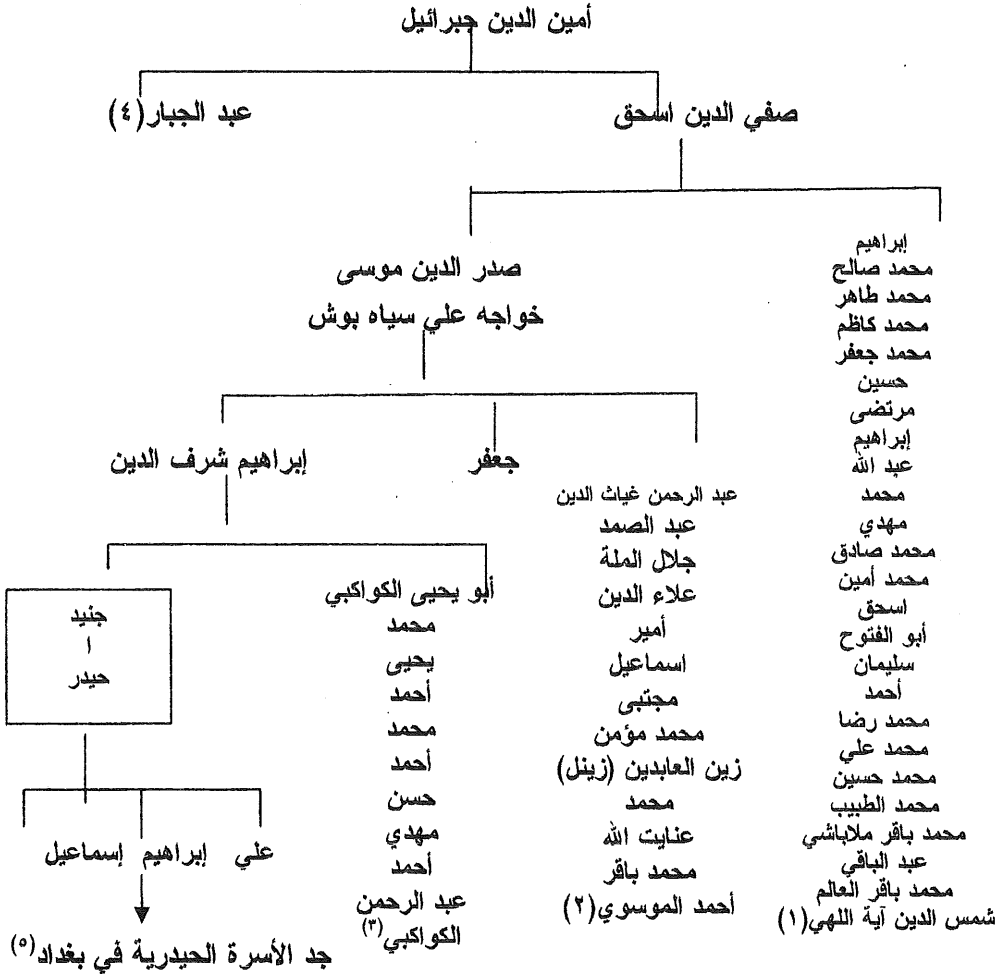 أمين الدين جبرائيل
صفي الدين اسحق
عبد الجبار(٤)
إبراهيم
محمد صالح
محمد طاهر
محمد كاظم
محمد جعفر
حسين
مرتضى
إبراهيم
عبد الله
محمد
مهدي
محمد صادق
محمد أمين
اسحق
أبو الفتوح
سليمان
أحمد
محمد رضا
محمد علي
محمد حسين
محمد الطبيب
محمد باقر ملاباشي
عبد الباقي
محمد باقر العالم
شمس الدين آية اللهي(١)
صدر الدين موسى
خواجه علي سياه بوش
عبد الرحمن غياث الدين
عبد الصمد
جلال الملة
علاء الدين
أمير
اسماعيل
مجتبى
محمد مؤمن
زين العابدين (زينل)
محمد
عنايت الله
محمد باقر
أحمد الموسوي(٢)
جعفر
إبراهيم شرف الدين
أبو يحيى الكواكبي
محمد
يحيى
أحمد
محمد
أحمد
حسن
مهدي
أحمد
عبد الرحمن
الكواكبي(٣)
جنيد
ا
حيدر
علي إبراهيم إسماعيل
جد الأسرة الحيدرية في بغداد(٥)